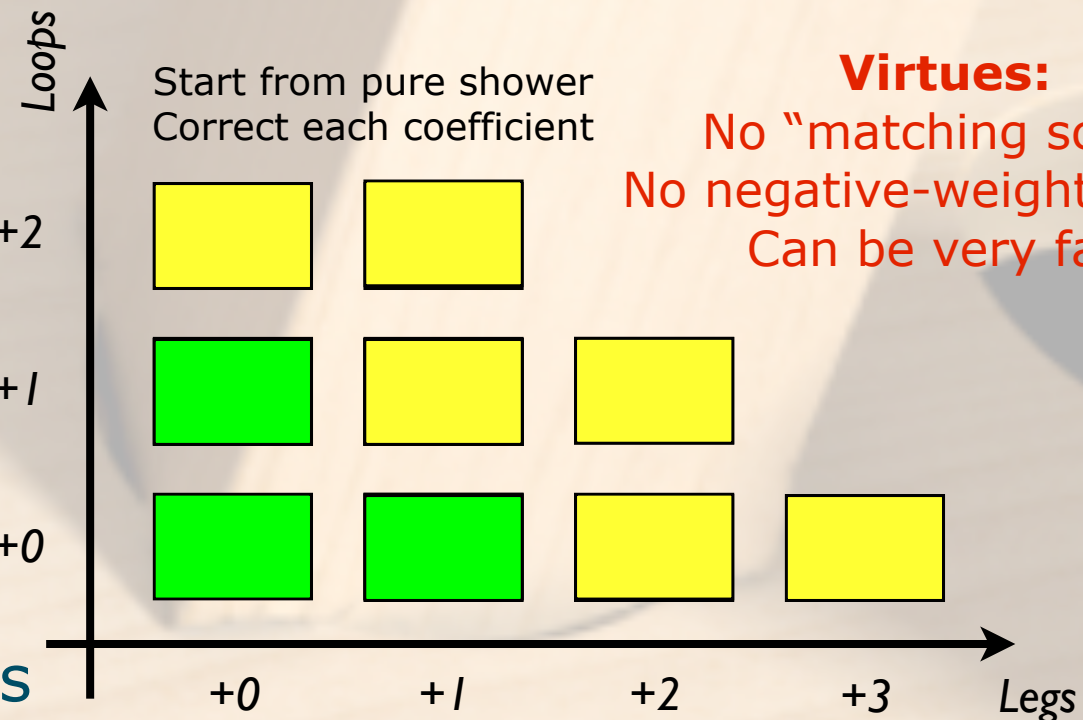 Loops
Start from pure shower
Correct each coefficient
Virtues:
No “matching
No negative-weight
Can be very
+2
+1
+0
+0 +1 +2 +3 Legs